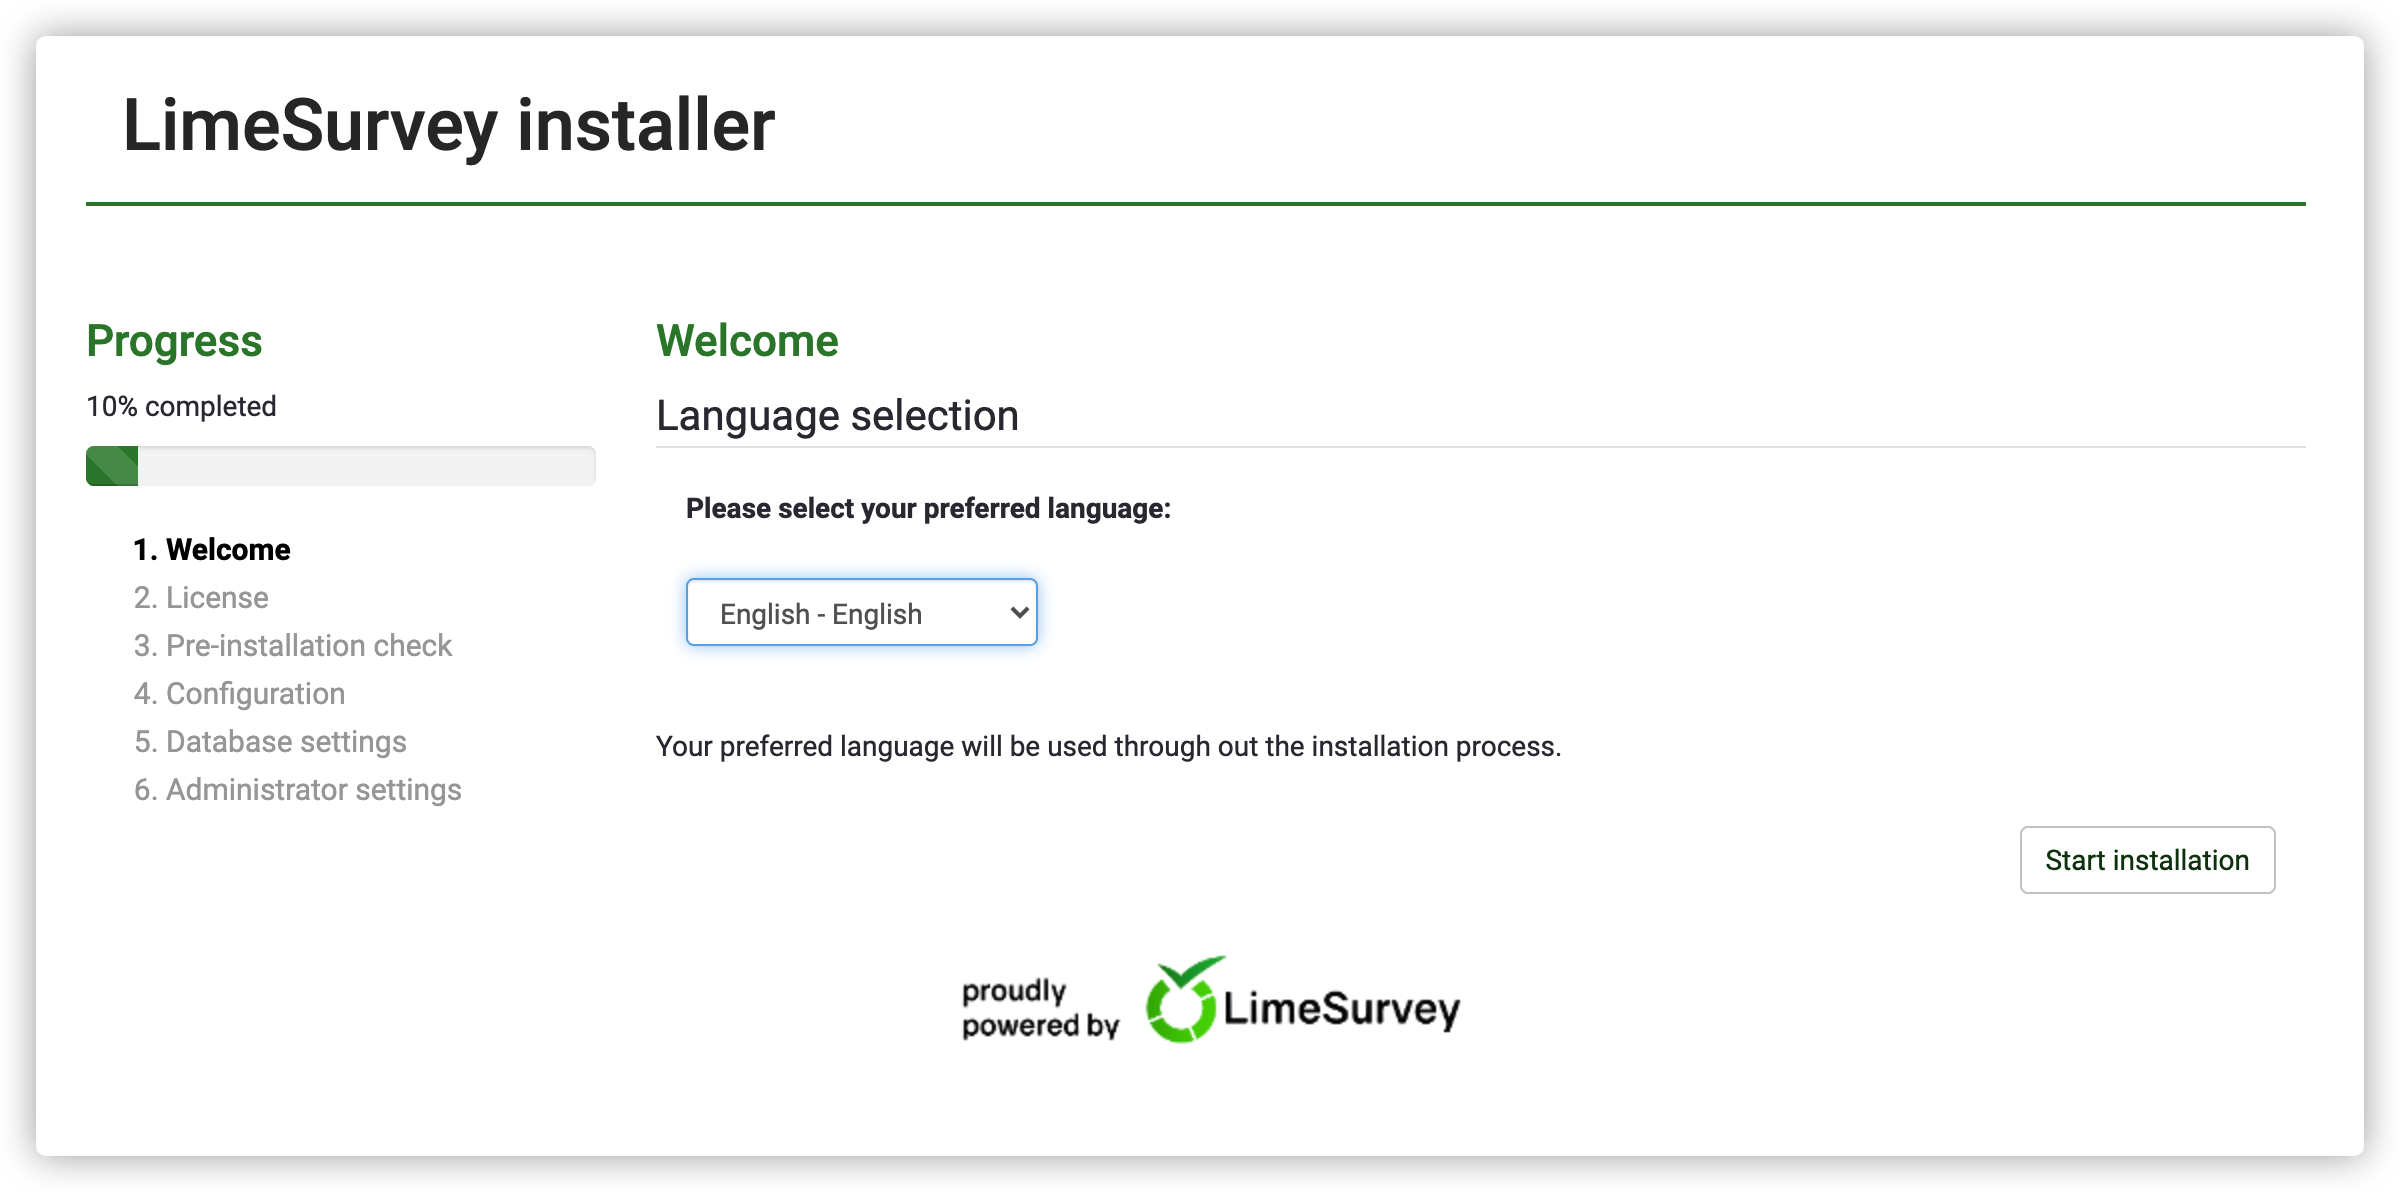 LimeSurvey installer
Progress
10% completed
1. Welcome
2. License
3. Pre-installation check
4. Configuration
5. Database settings
6. Administrator settings
Welcome
Language selection
Please select your preferred language:
English - English
Your preferred language will be used through out the installation process.
Start installation
proudly
powered by
LimeSurvey